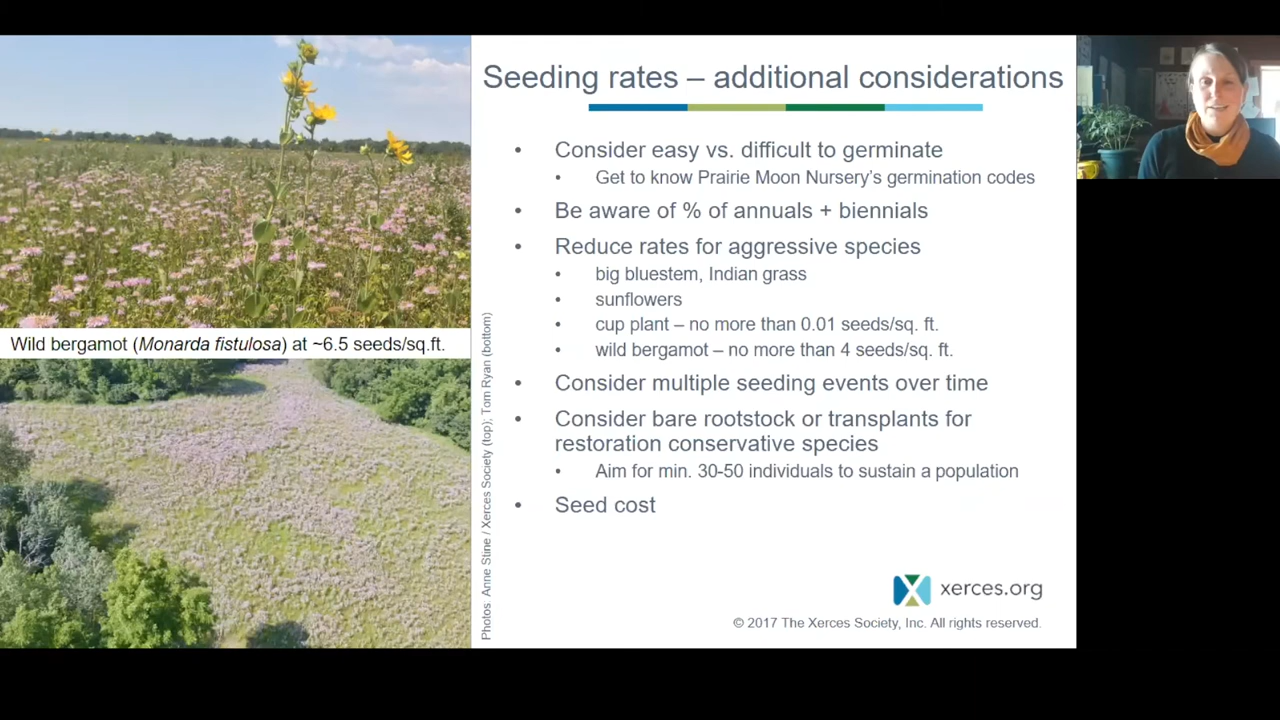 Seeding rates – additional considerations
• Consider easy vs. difficult to germinate
• Get to know Prairie Moon Nursery's germination codes
• Be aware of % of annuals + biennials
• Reduce rates for aggressive species
• big bluestem, Indian grass
• sunflowers
• cup plant – no more than 0.01 seeds/sq. ft.
• wild bergamot – no more than 4 seeds/sq. ft.
• Consider multiple seeding events over time
• Consider bare rootstock or transplants for
restoration conservative species
• Aim for min. 30-50 individuals to sustain a population
• Seed cost
Wild bergamot (Monarda fistulosa) at ~6.5 seeds/sq.ft.
Photos: Anne Stine / Xerces Society (top); Tom Ryan (bottom)
xerces.org
© 2017 The Xerces Society, Inc. All rights reserved.